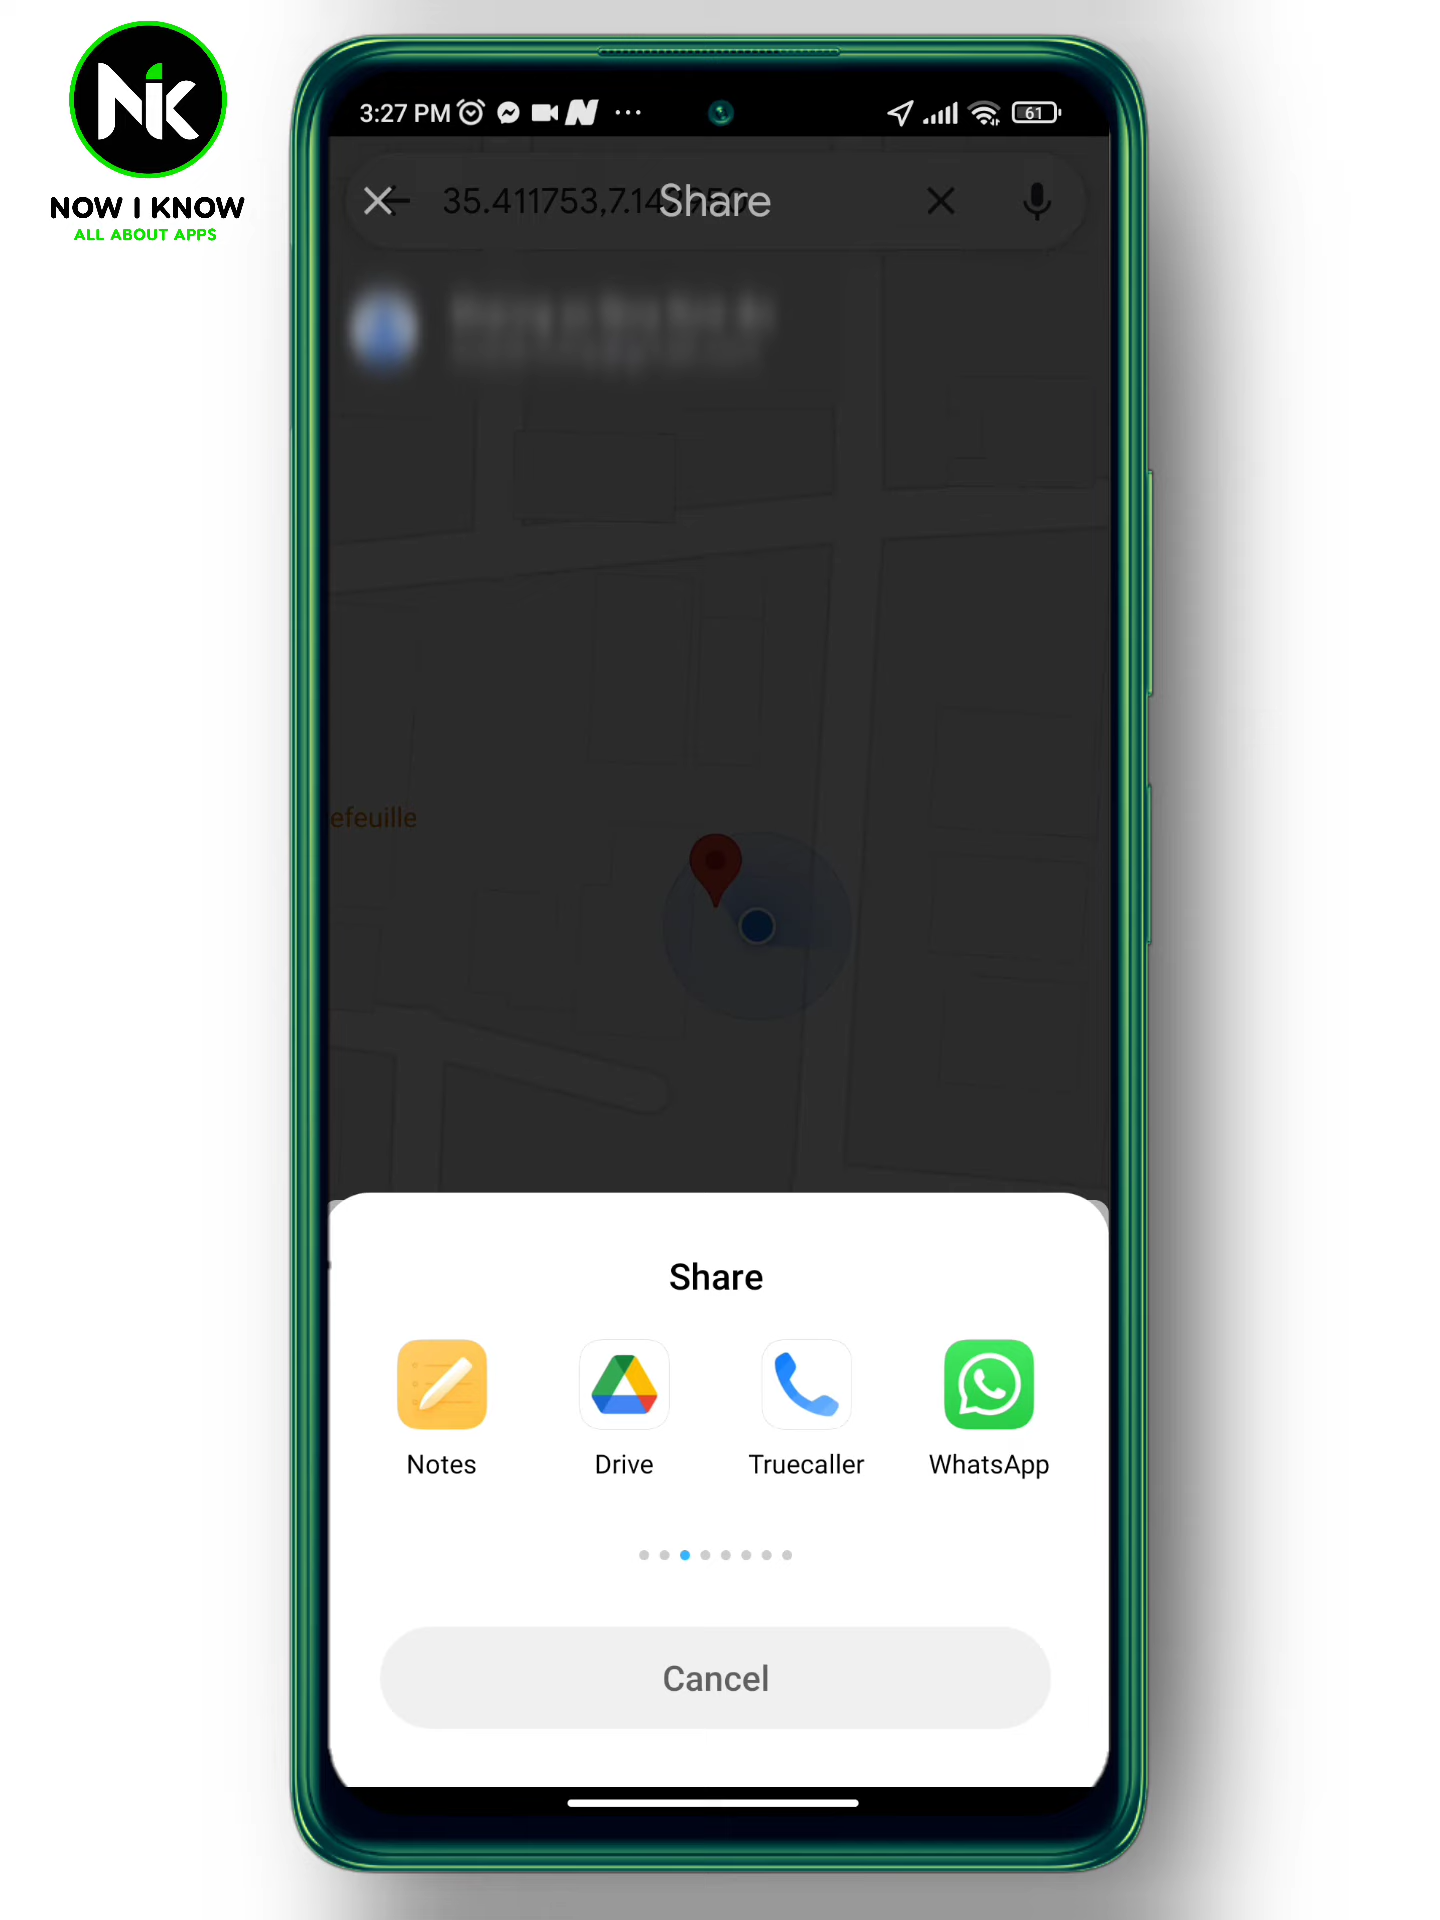 NiK
NOW I KNOW
ALL ABOUT APPS
3:27 PM
61
35.411753,7.14
Share
efeuille
Share
Notes
Drive
Truecaller
WhatsApp
Cancel